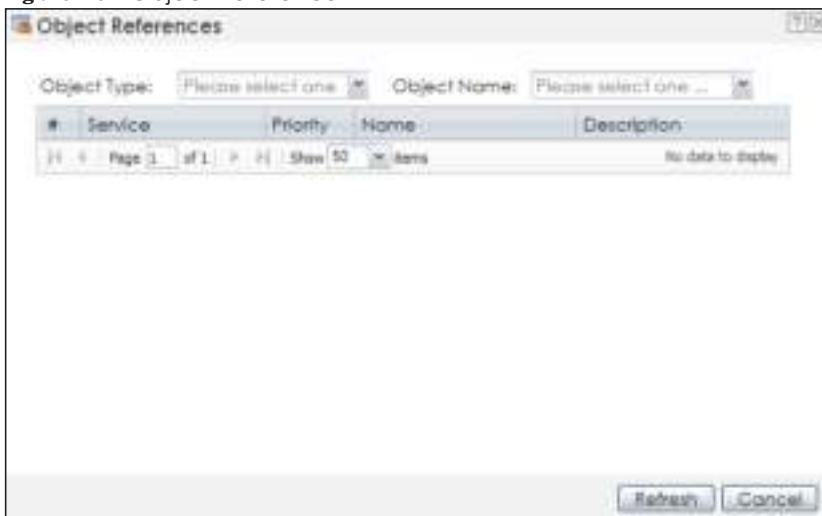 Object References
Object Type: Please select one Object Name: Please select one ...
# Service Priority Name Description
Page 1 of 1 Show 50 items No data to display
Refresh Cancel